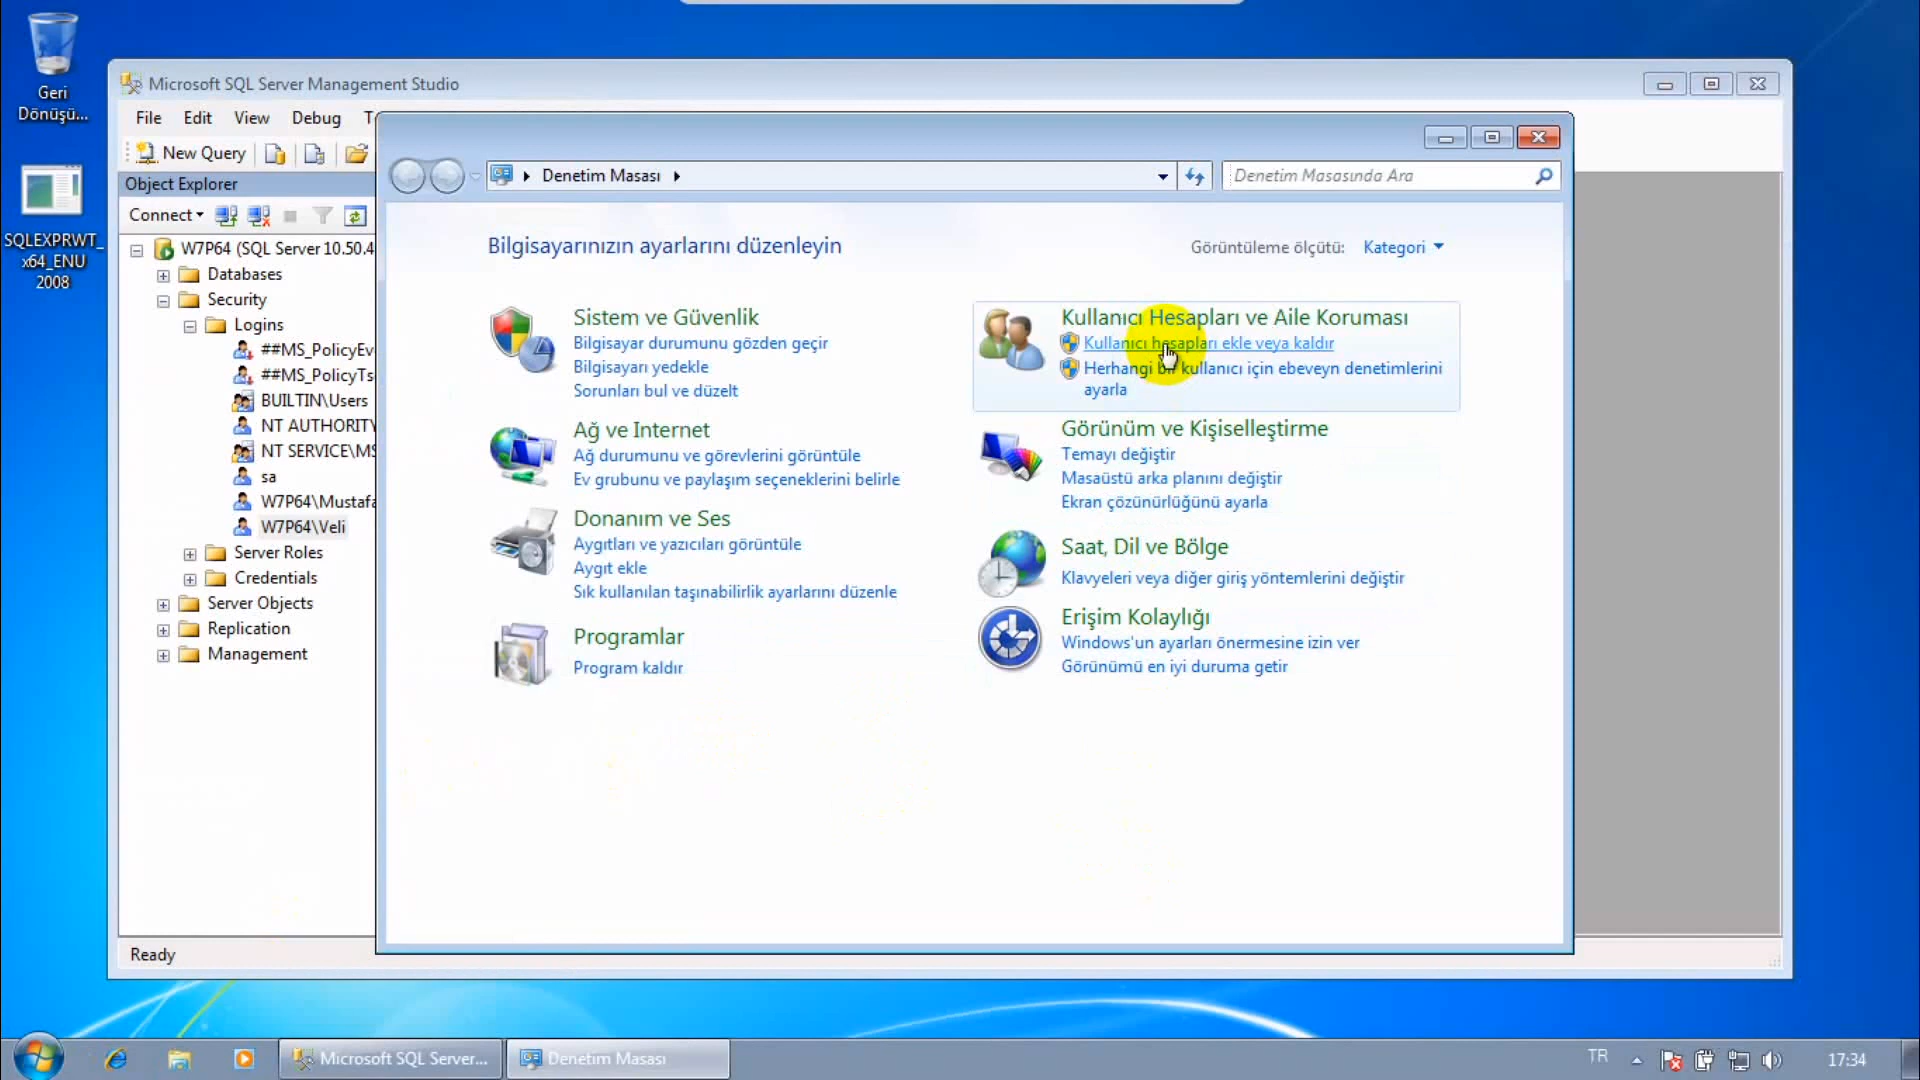 Geri
Dönüşü...
SQLEXPRWT_
x64_ENU
2008
Microsoft SQL Server Management Studio
File Edit View Debug
New Query
Object Explorer
Connect
W7P64 (SQL Server 10.50.4
Databases
Security
Logins
##MS_PolicyEv
##MS_PolicyTs
BUILTIN\Users
NT AUTHORITY
NT SERVICE\MS
sa
W7P64\Mustafa
W7P64\Veli
Server Roles
Credentials
Server Objects
Replication
Management
Ready
Denetim Masası
Denetim Masasında Ara
Bilgisayarınızın ayarlarını düzenleyin
Görüntüleme ölçütü: Kategori
Sistem ve Güvenlik
Bilgisayar durumunu gözden geçir
Bilgisayarı yedekle
Sorunları bul ve düzelt
Ağ ve Internet
Ağ durumunu ve görevlerini görüntüle
Ev grubunu ve paylaşım seçeneklerini belirle
Donanım ve Ses
Aygıtları ve yazıcıları görüntüle
Aygıt ekle
Sık kullanılan taşınabilirlik ayarlarını düzenle
Programlar
Program kaldır
Kullanıcı Hesapları ve Aile Koruması
Kullanıcı hesapları ekle veya kaldır
Herhangi bir kullanıcı için ebeveyn denetimlerini
ayarla
Görünüm ve Kişiselleştirme
Temayı değiştir
Masaüstü arka planını değiştir
Ekran çözünürlüğünü ayarla
Saat, Dil ve Bölge
Klavyeleri veya diğer giriş yöntemlerini değiştir
Erişim Kolaylığı
Windows'un ayarları önermesine izin ver
Görünümü en iyi duruma getir
Microsoft SQL Server...
Denetim Masası
TR
17:34